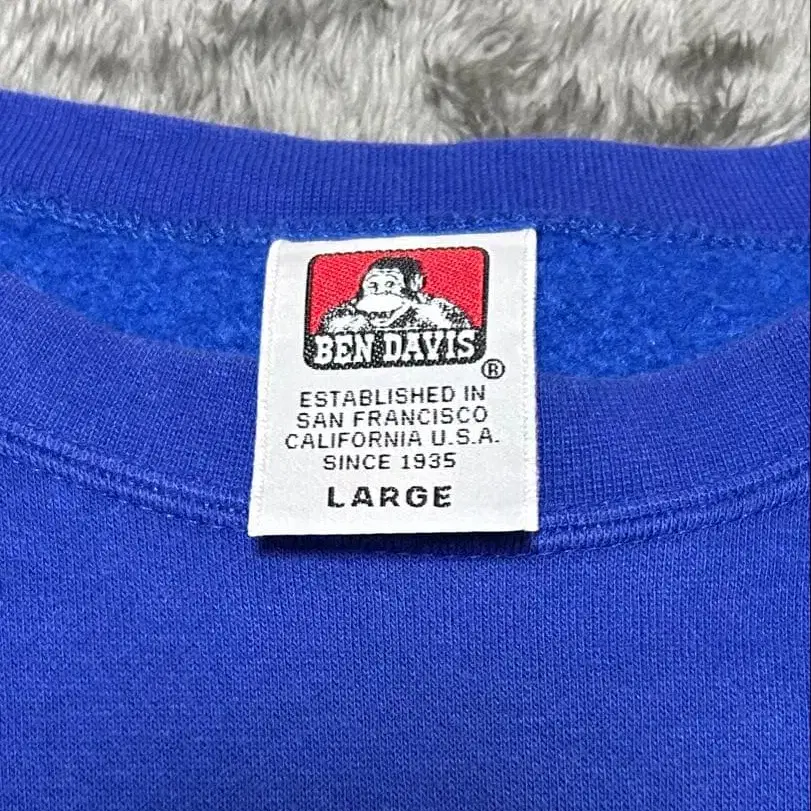 BEN DAVIS
®
ESTABLISHED IN
SAN FRANCISCO
CALIFORNIA U.S.A.
SINCE 1935
LARGE